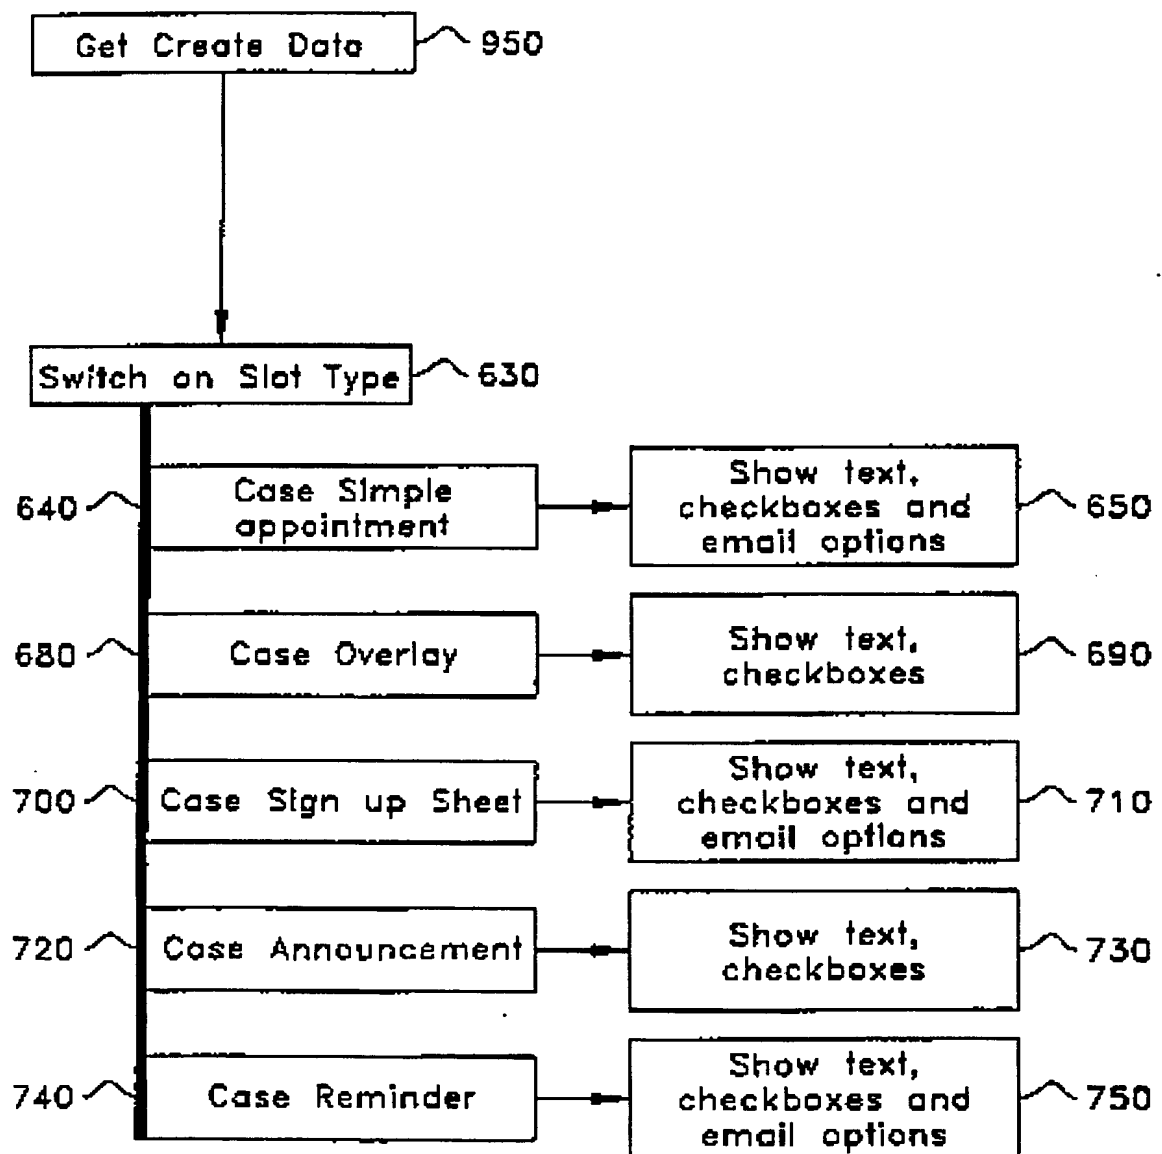 Get Create Data
950
Switch on Slot Type
630
640
Case Simple
appointment
Show text,
checkboxes and
email options
650
680
Case Overlay
Show text,
checkboxes
690
700
Case Sign up Sheet
Show text,
checkboxes and
email options
710
720
Case Announcement
Show text,
checkboxes
730
740
Case Reminder
Show text,
checkboxes and
email options
750